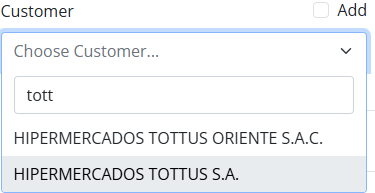 Customer Add
Choose Customer...
tott
HIPERMERCADOS TOTTUS ORIENTE S.A.C.
HIPERMERCADOS TOTTUS S.A.